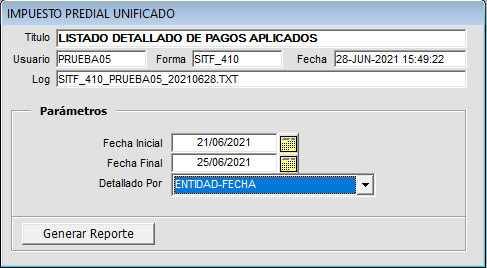 IMPUESTO PREDIAL UNIFICADO
Titulo LISTADO DETALLADO DE PAGOS APLICADOS
Usuario PRUEBA05 Forma SITF_410 Fecha 28-JUN-2021 15:49:22
Log SITF_410_PRUEBA05_20210628.TXT
Parámetros
Fecha Inicial 21/06/2021
Fecha Final 25/06/2021
Detallado Por ENTIDAD-FECHA
Generar Reporte